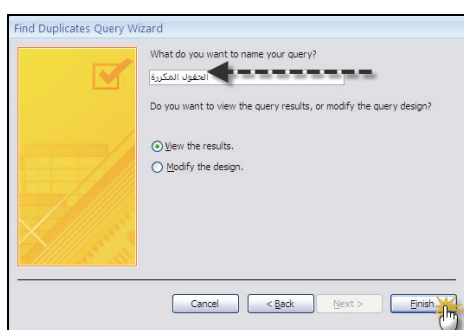 Find Duplicates Query Wizard
What do you want to name your query?
الحقول المكررة
Do you want to view the query results, or modify the query design?
View the results.
Modify the design.
Cancel
< Back
Next >
Finish